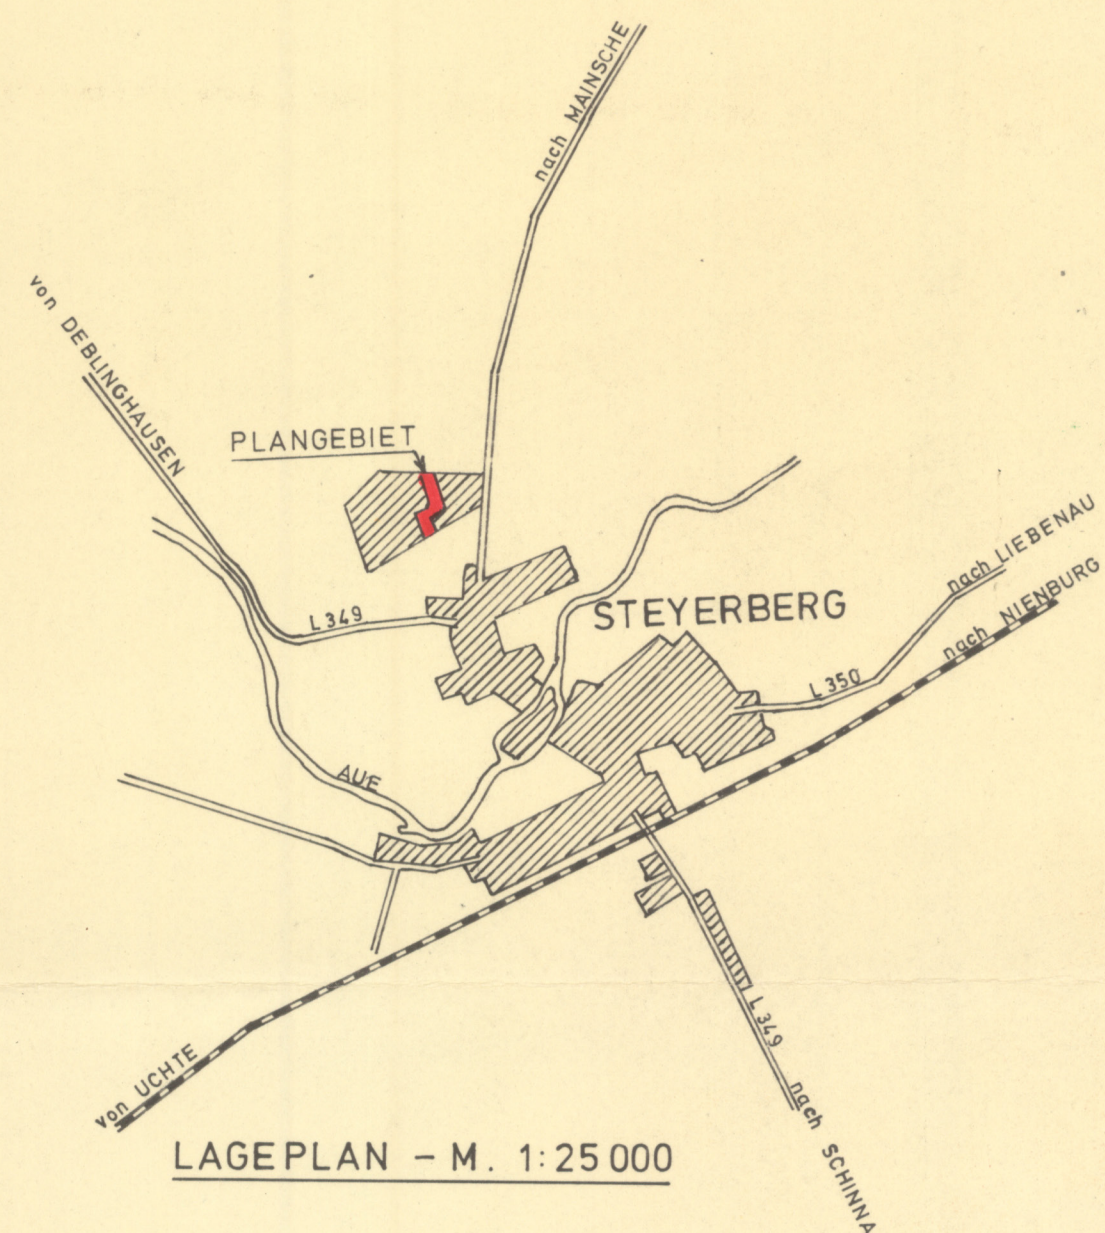 nach MAINSCHE
von DEBLINGHAUSEN
PLANGEBIET
nach LIEBENAU
nach NIENBURG
STEYERBERG
L 349
L 350
AUE
L 349
von UCHTE
nach SCHINNA
LAGEPLAN – M. 1:25 000